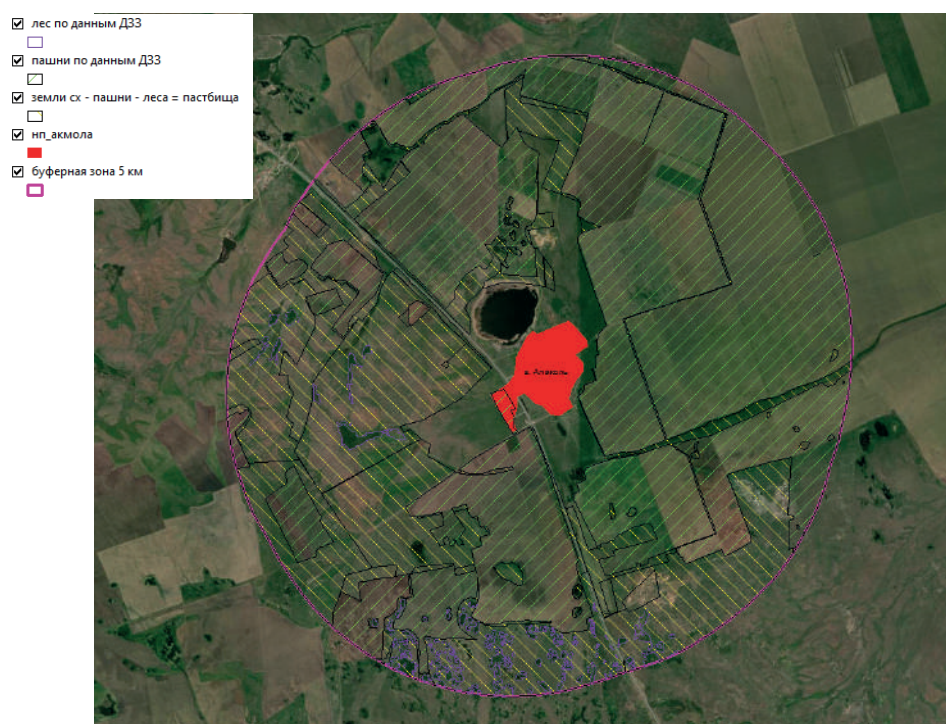 лес по данным ДЗЗ
пашни по данным ДЗЗ
земли сх - пашни - леса = пастбища
нп_акмола
буферная зона 5 км